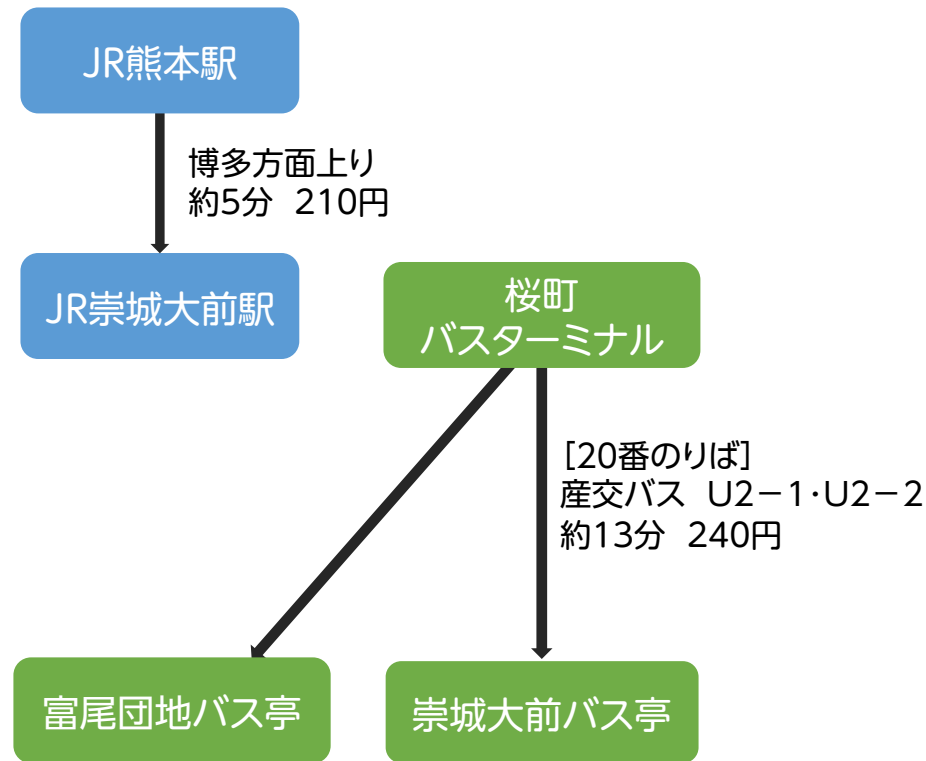 JR熊本駅
博多方面上り
約5分 210円
JR崇城大前駅
桜町
バスターミナル
[20番のりば]
産交バス U2－1・U2－2
約13分 240円
富尾団地バス亭
崇城大前バス亭